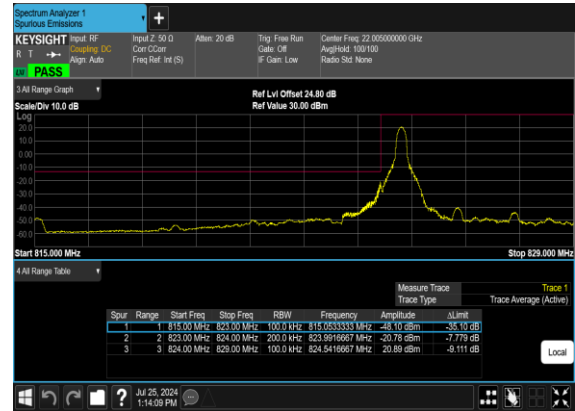 Spectrum Analyzer 1
Spurious Emissions
KEYSIGHT Input: RF Input Z: 50 Ω Atten: 20 dB Trig: Free Run Center Freq: 22.005000000 GHz
R T Coupling: DC Corr CCorr Gate: Off Avg|Hold: 100/100
Align: Auto Freq Ref: Int (S) IF Gain: Low Radio Std: None
PASS
3 All Range Graph
Ref Lvl Offset 24.80 dB
Scale/Div 10.0 dB Ref Value 30.00 dBm
Log
20.0
10.0
0.00
-10.0
-20.0
-30.0
-40.0
-50.0
-60.0
Start 815.000 MHz Stop 829.000 MHz
4 All Range Table
Measure Trace Trace 1
Trace Type Trace Average (Active)
Spur Range Start Freq Stop Freq RBW Frequency Amplitude ΔLimit
1 1 815.00 MHz 823.00 MHz 100.0 kHz 815.0533333 MHz -48.10 dBm -35.10 dB
2 2 823.00 MHz 824.00 MHz 200.0 kHz 823.9916667 MHz -20.78 dBm -7.779 dB
3 3 824.00 MHz 829.00 MHz 100.0 kHz 824.5416667 MHz 20.89 dBm -9.111 dB
Local
Jul 25, 2024
1:14:09 PM